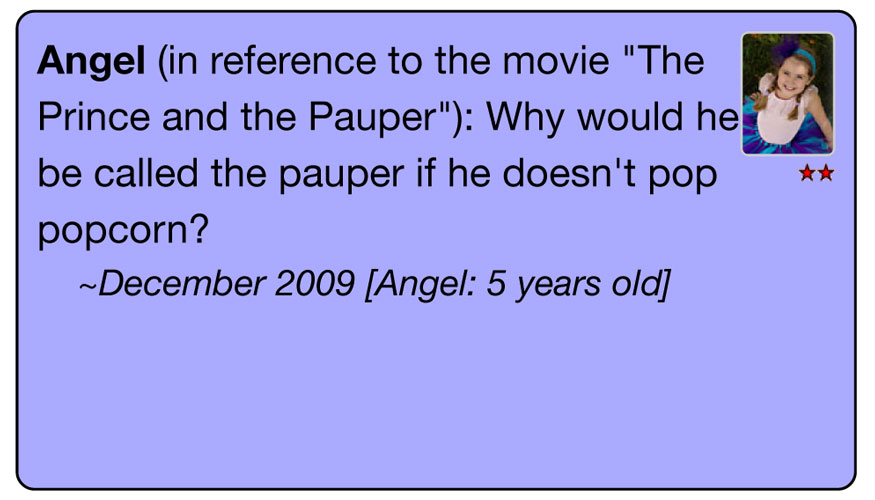 Angel (in reference to the movie "The
Prince and the Pauper"): Why would he
be called the pauper if he doesn't pop
popcorn?
~December 2009 [Angel: 5 years old]